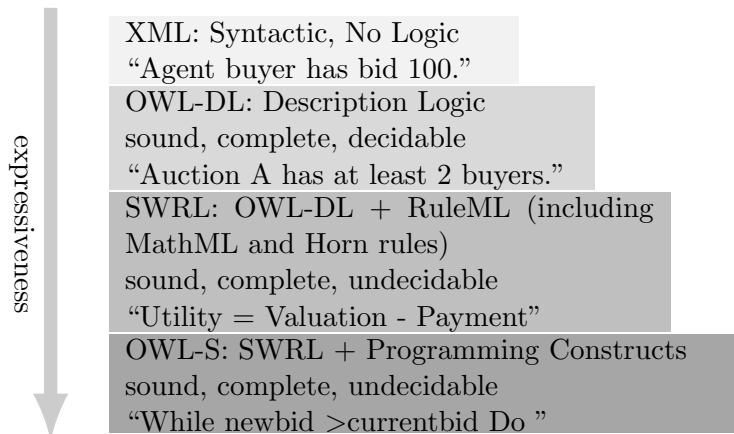 XML: Syntactic, No Logic
“Agent buyer has bid 100.”
OWL-DL: Description Logic
sound, complete, decidable
“Auction A has at least 2 buyers.”
SWRL: OWL-DL + RuleML (including
MathML and Horn rules)
sound, complete, undecidable
“Utility = Valuation - Payment”
OWL-S: SWRL + Programming Constructs
sound, complete, undecidable
“While newbid >currentbid Do ”
expressiveness